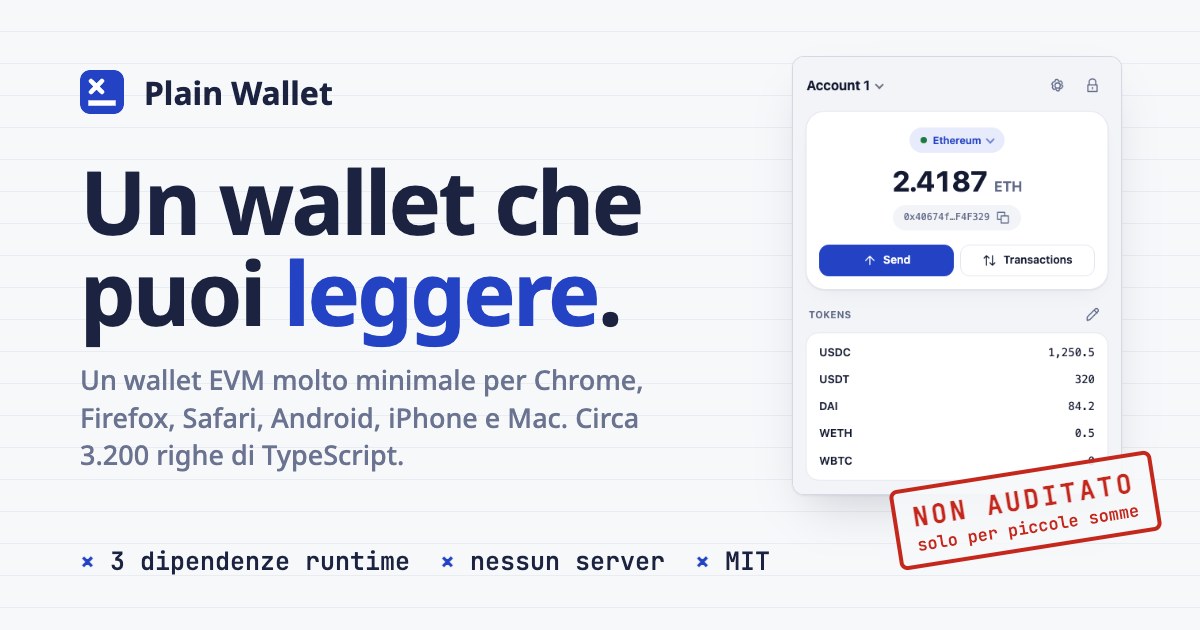 Plain Wallet
Un wallet che
puoi leggere.
Un wallet EVM molto minimale per Chrome,
Firefox, Safari, Android, iPhone e Mac. Circa
3.200 righe di TypeScript.
× 3 dipendenze runtime × nessun server × MIT
Account 1
Ethereum
2.4187 ETH
0x40674f…F4F329
Send Transactions
TOKENS
USDC 1,250.5
USDT 320
DAI 84.2
WETH 0.5
WBTC
NON AUDITATO
solo per piccole somme